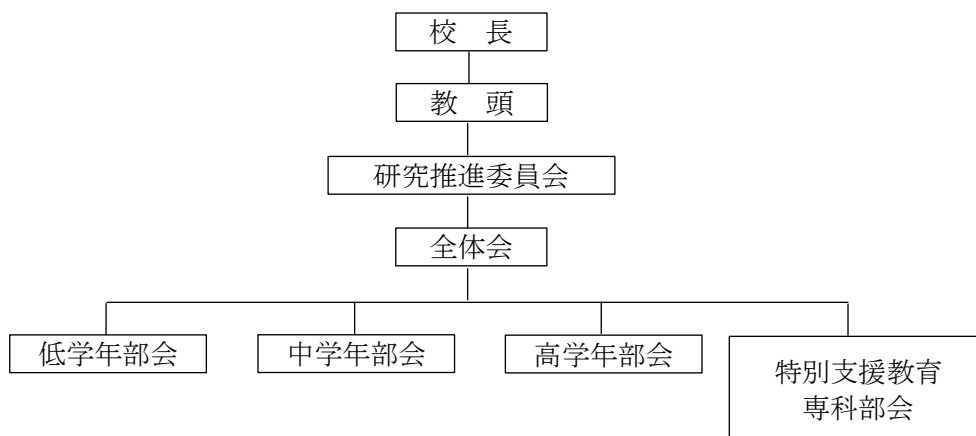 校　長
教　頭
研究推進委員会
全体会
低学年部会
中学年部会
高学年部会
特別支援教育
専科部会